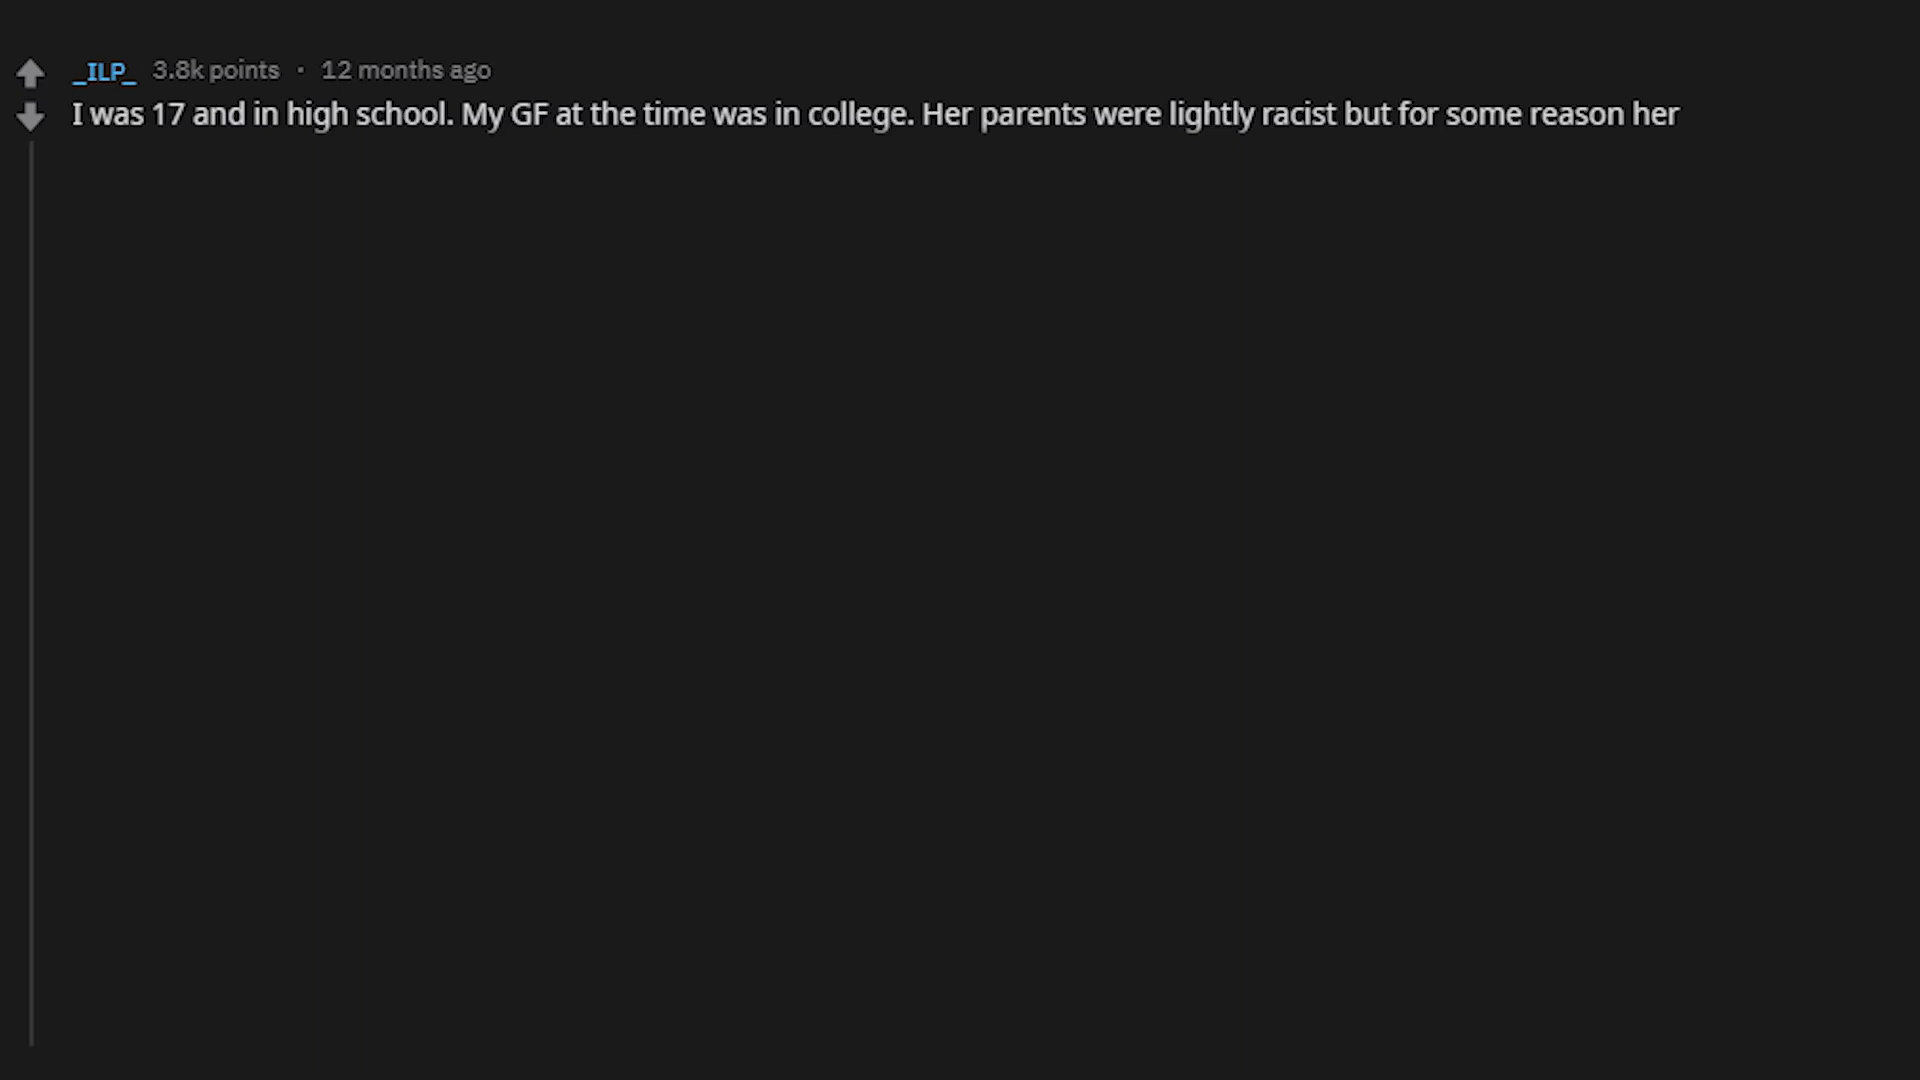 _ILP_ 3.8k points · 12 months ago
I was 17 and in high school. My GF at the time was in college. Her parents were lightly racist but for some reason her